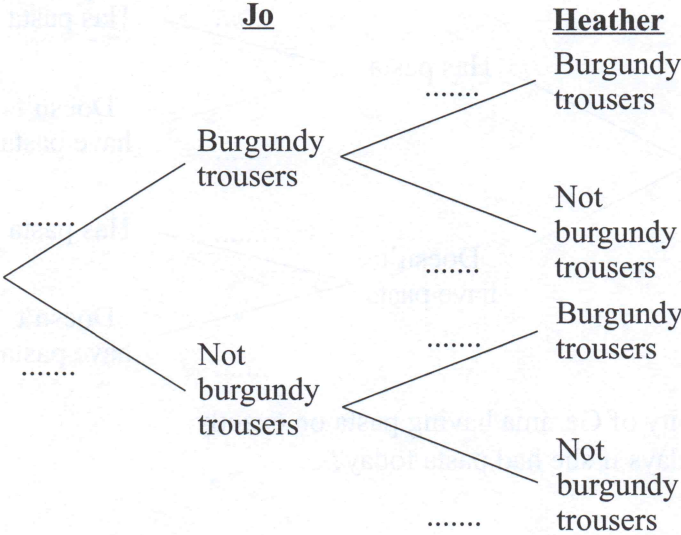 Jo
Heather
.......
Burgundy
trousers
Burgundy
trousers
.......
Not
burgundy
trousers
.......
.......
Burgundy
trousers
.......
Not
burgundy
trousers
.......
Not
burgundy
trousers
.......